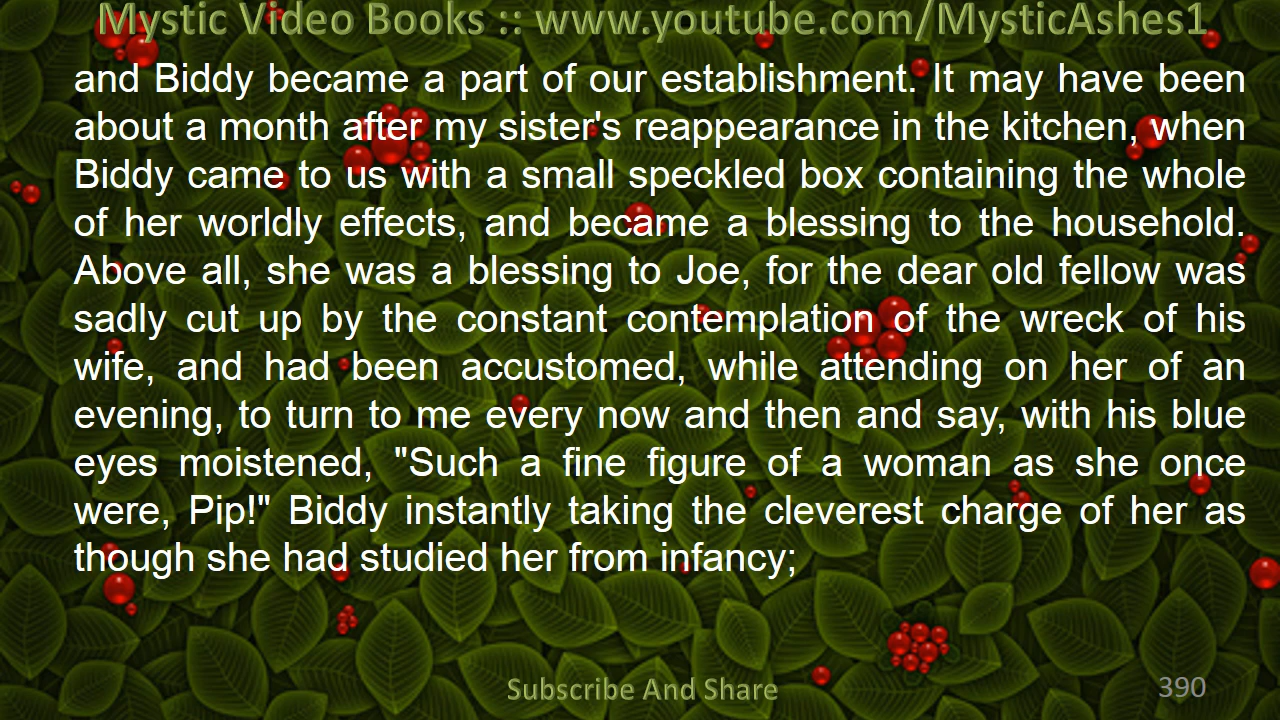 Mystic Video Books :: www.youtube.com/MysticAshes1
and Biddy became a part of our establishment. It may have been
about a month after my sister's reappearance in the kitchen, when
Biddy came to us with a small speckled box containing the whole
of her worldly effects, and became a blessing to the household.
Above all, she was a blessing to Joe, for the dear old fellow was
sadly cut up by the constant contemplation of the wreck of his
wife, and had been accustomed, while attending on her of an
evening, to turn to me every now and then and say, with his blue
eyes moistened, "Such a fine figure of a woman as she once
were, Pip!" Biddy instantly taking the cleverest charge of her as
though she had studied her from infancy;
Subscribe And Share
390